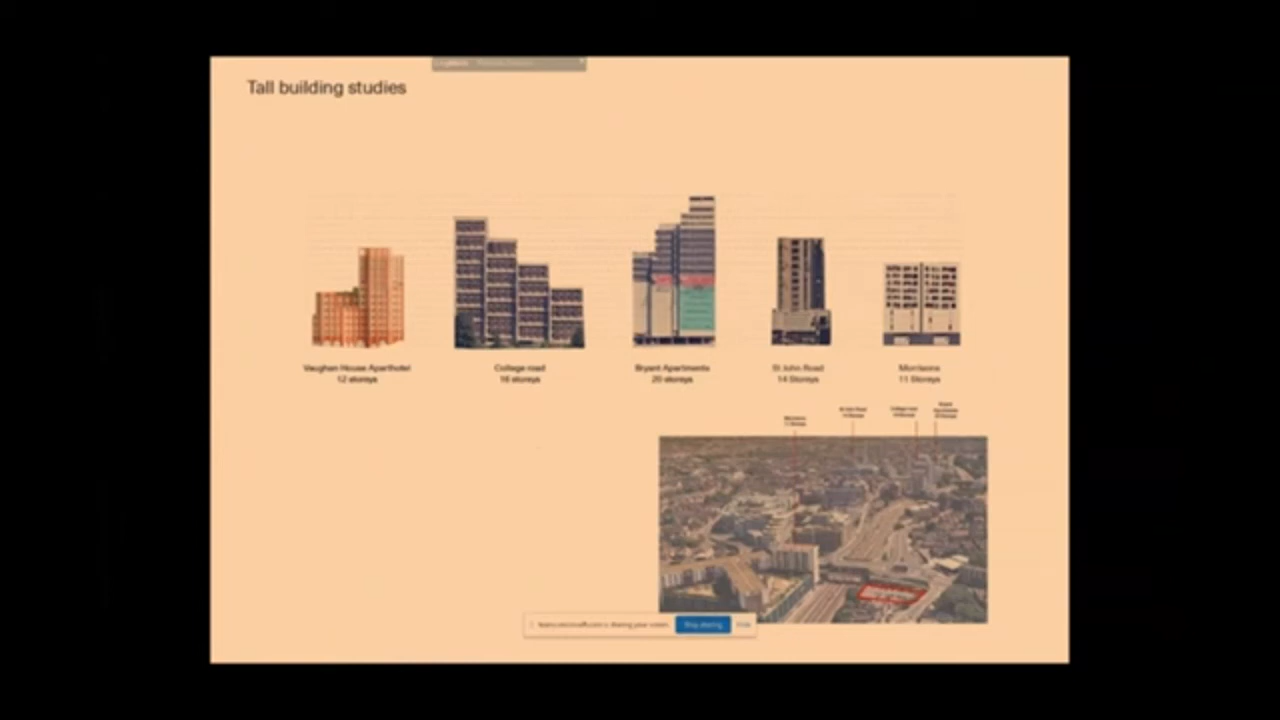 Tall building studies
Vaughan House Aparthotel
12 storeys
College road
16 storeys
Bryant Apartments
20 storeys
St John Road
14 Storeys
Morrisons
11 Storeys
Stop sharing
Hide